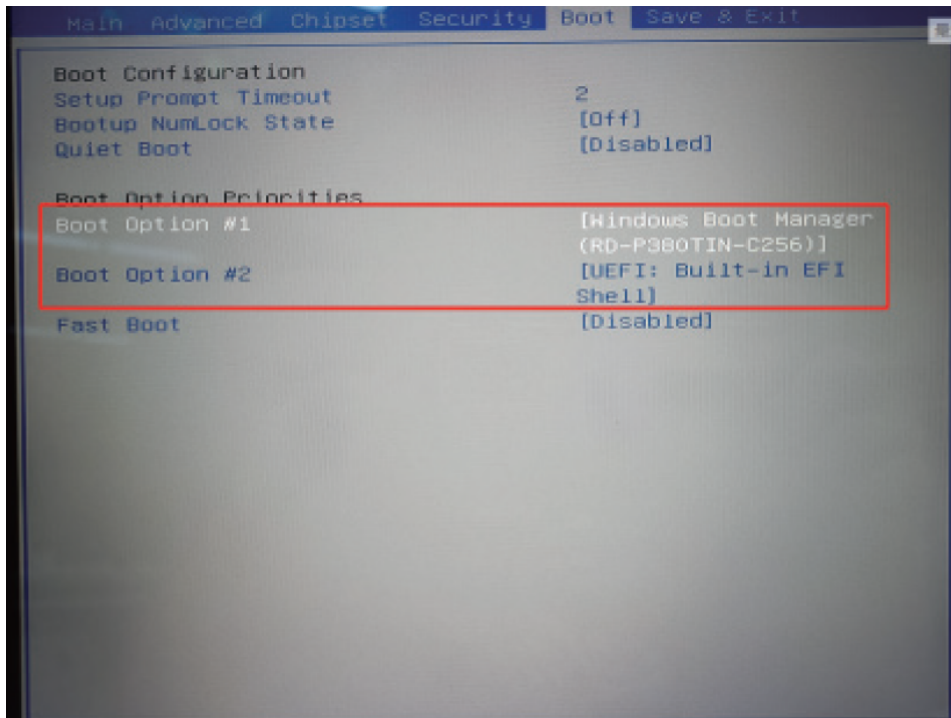 Main Advanced Chipset Security Boot Save & Exit
Boot Configuration
Setup Prompt Timeout 2
Bootup NumLock State [Off]
Quiet Boot [Disabled]
Boot Option Priorities
Boot Option #1 [Windows Boot Manager
(RD-P380TIN-C256)]
Boot Option #2 [UEFI: Built-in EFI
Shell]
Fast Boot [Disabled]